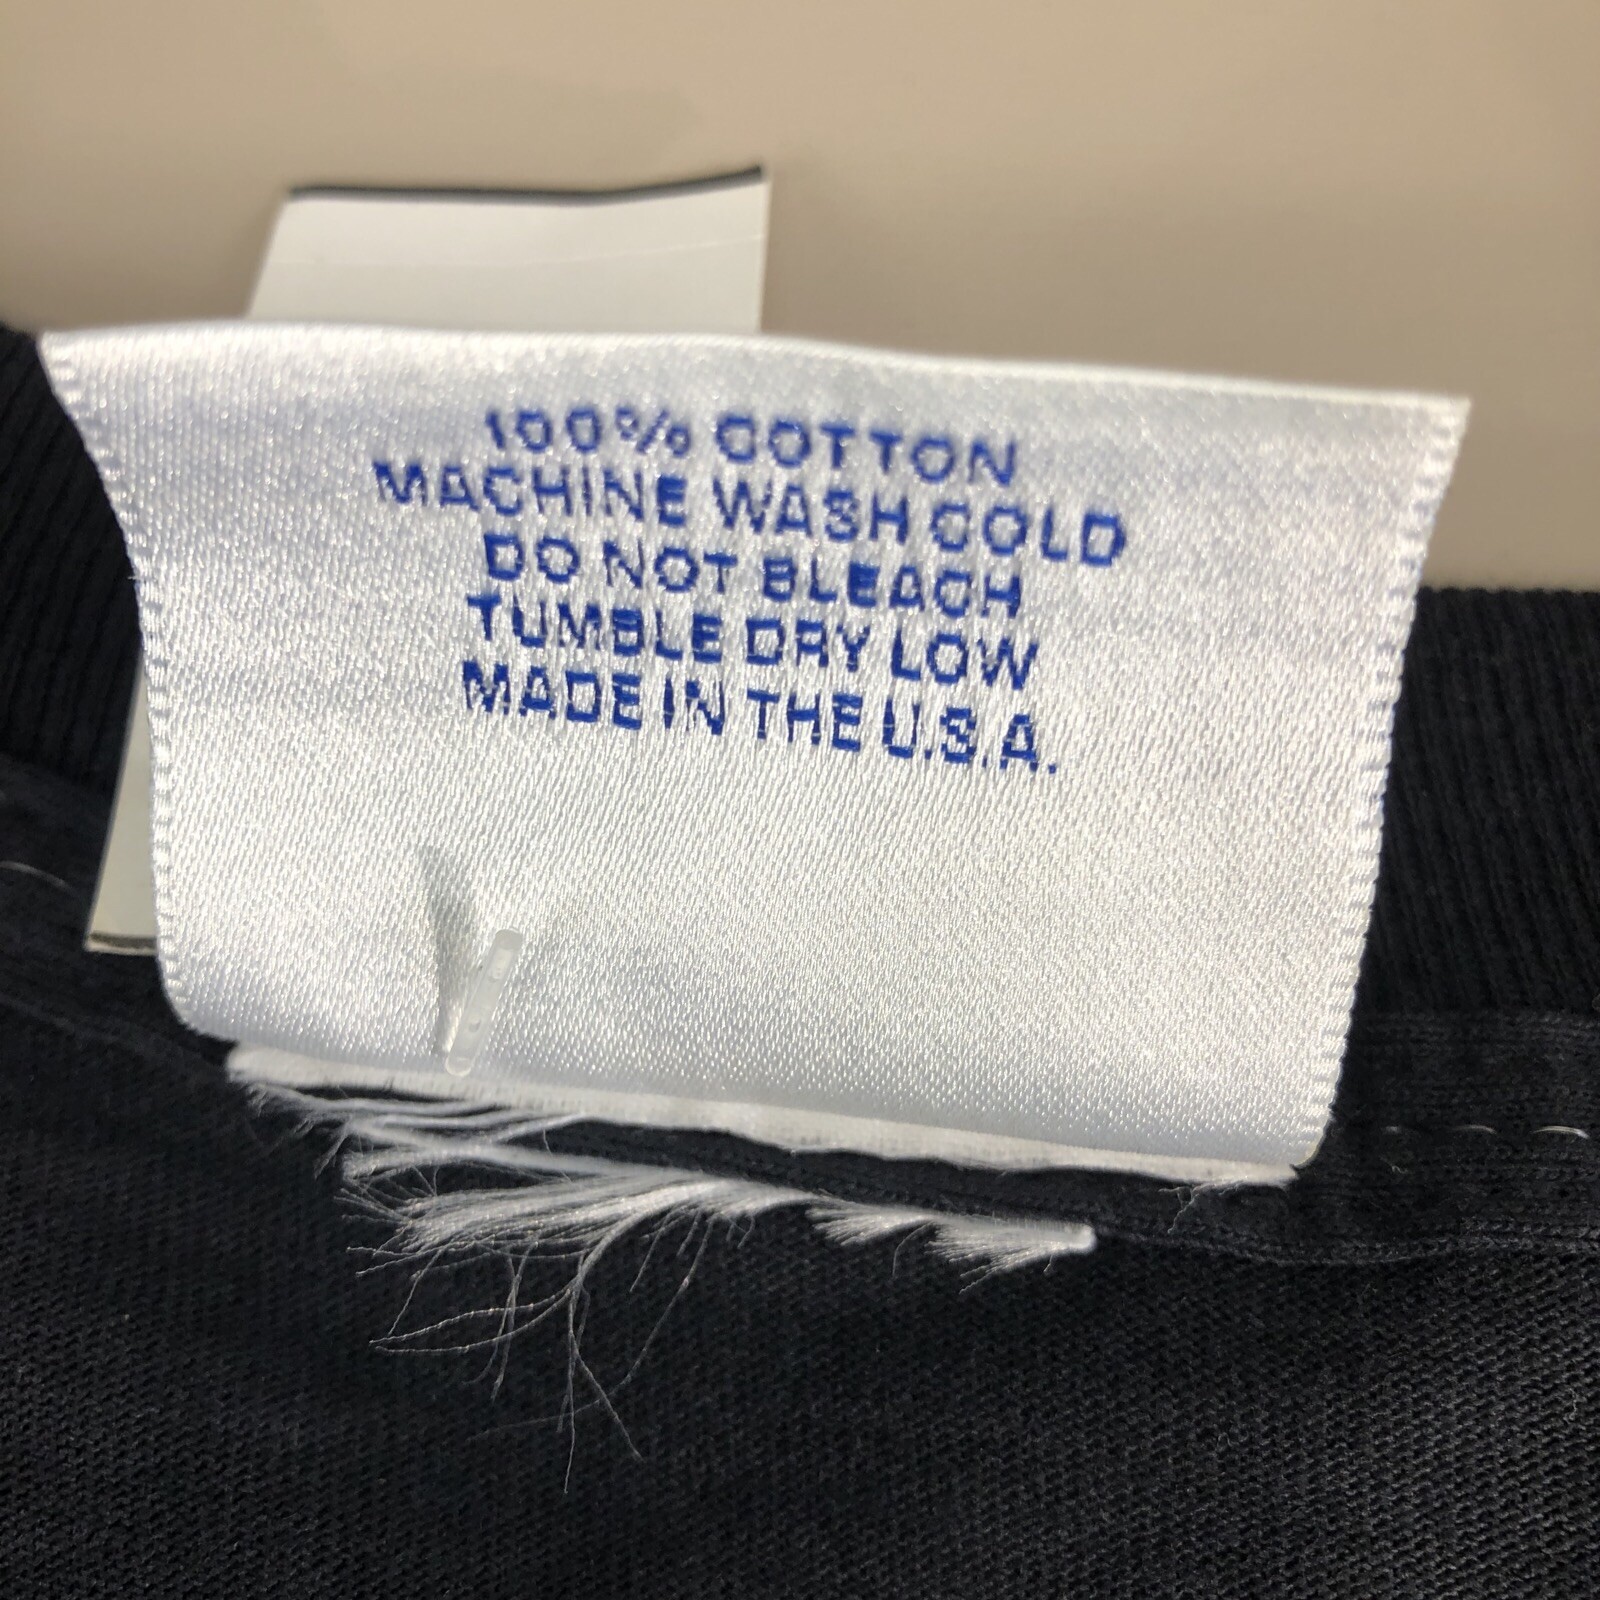 100% COTTON
MACHINE WASH COLD
DO NOT BLEACH
TUMBLE DRY LOW
MADE IN THE U.S.A.